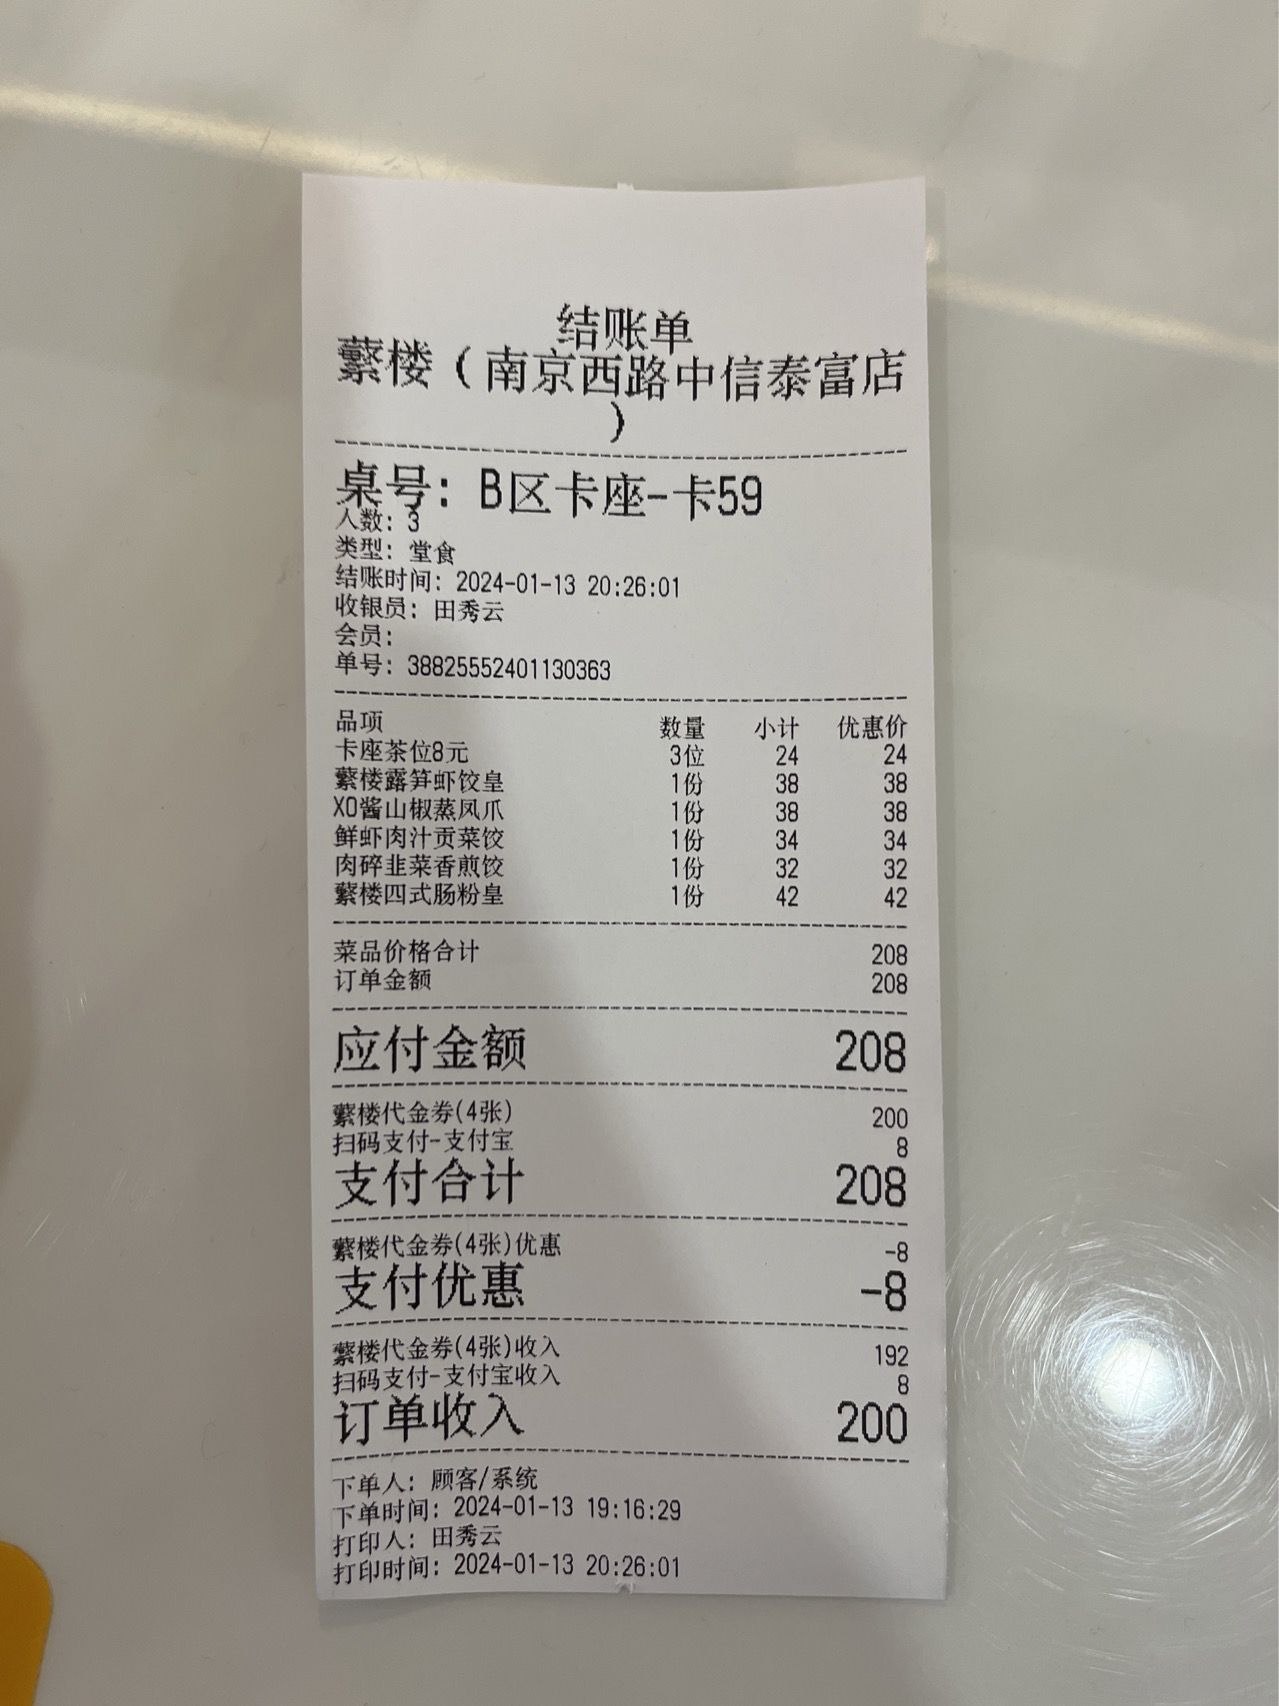 结账单
蘩楼（南京西路中信泰富店
）
桌号：B区卡座-卡59
人数：3
类型：堂食
结账时间：2024-01-13 20:26:01
收银员：田秀云
会员：
单号：38825552401130363
品项 数量 小计 优惠价
卡座茶位8元 3位 24 24
蘩楼露笋虾饺皇 1份 38 38
XO酱山椒蒸凤爪 1份 38 38
鲜虾肉汁贡菜饺 1份 34 34
肉碎韭菜香煎饺 1份 32 32
蘩楼四式肠粉皇 1份 42 42
菜品价格合计 208
订单金额 208
应付金额 208
蘩楼代金券(4张) 200
扫码支付-支付宝 8
支付合计 208
蘩楼代金券(4张)优惠 -8
支付优惠 -8
蘩楼代金券(4张)收入 192
扫码支付-支付宝收入 8
订单收入 200
下单人：顾客/系统
下单时间：2024-01-13 19:16:29
打印人：田秀云
打印时间：2024-01-13 20:26:01